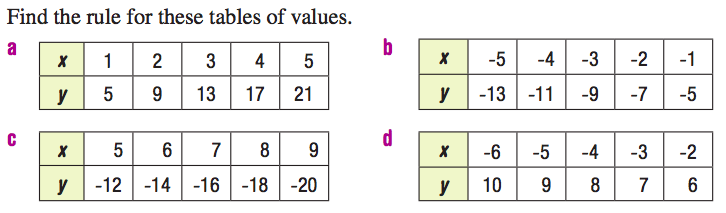 Find the rule for these tables of values.
a
x 1 2 3 4 5
y 5 9 13 17 21
b
x -5 -4 -3 -2 -1
y -13 -11 -9 -7 -5
c
x 5 6 7 8 9
y -12 -14 -16 -18 -20
d
x -6 -5 -4 -3 -2
y 10 9 8 7 6